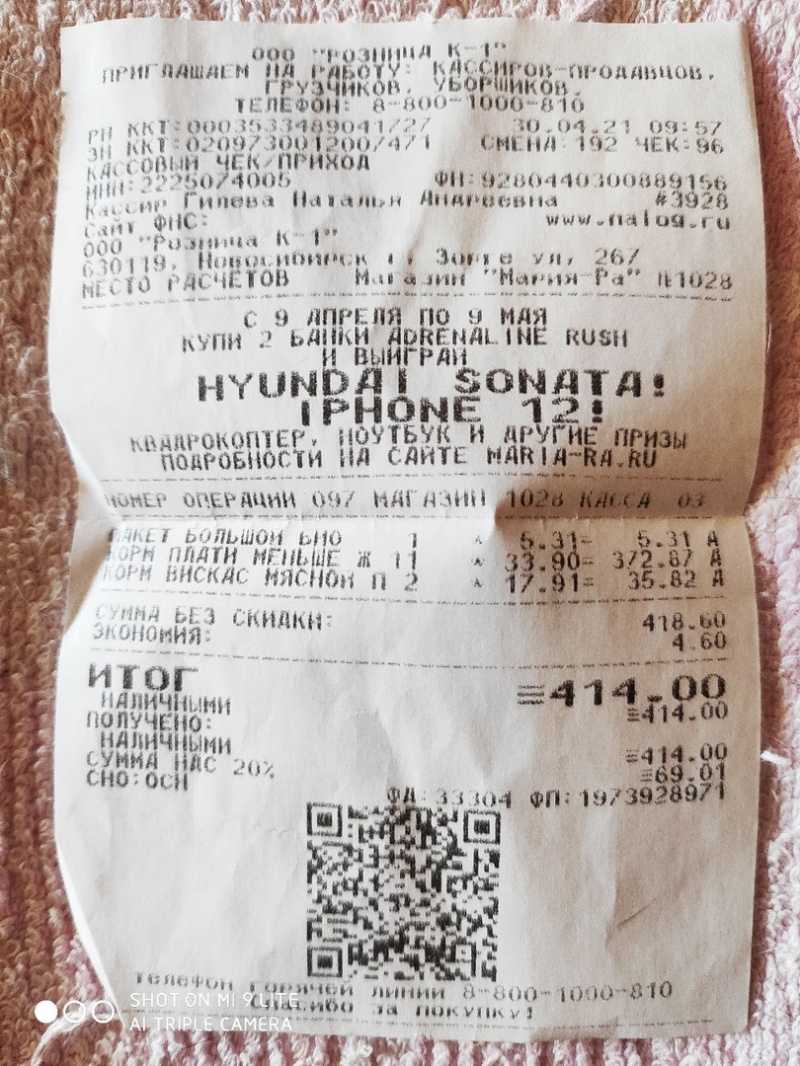 ООО "РОЗНИЦА К-1"
ПРИГЛАШАЕМ НА РАБОТУ: КАССИРОВ-ПРОДАВЦОВ,
ГРУЗЧИКОВ, УБОРЩИКОВ.
ТЕЛЕФОН: 8-800-1000-810
РН ККТ:0003533489041727 30.04.21 09:57
ЗН ККТ:0209730012007471 СМЕНА:192 ЧЕК:96
КАССОВЫЙ ЧЕК/ПРИХОД
ИНН:2225074005 ФН:9280440300889156
Кассир Гилева Наталья Андреевна #3928
Сайт ФНС: www.nalog.ru
ООО "Розница К-1"
630119, Новосибирск г, Зорге ул, 267
МЕСТО РАСЧЕТОВ Магазин "Мария-Ра" №1028
С 9 АПРЕЛЯ ПО 9 МАЯ
КУПИ 2 БАНКИ ADRENALINE RUSH
И ВЫИГРАЙ
HYUNDAI SONATA!
IPHONE 12!
КВАДРОКОПТЕР, НОУТБУК И ДРУГИЕ ПРИЗЫ
ПОДРОБНОСТИ НА САЙТЕ MARIA-RA.RU
НОМЕР ОПЕРАЦИИ 097 МАГАЗИН 1028 КАССА 03
ПАКЕТ БОЛЬШОЙ БИО 1 * 5.31= 5.31 А
КОРМ ПЛАТИ МЕНЬШЕ Ж 11 * 33.90= 372.87 А
КОРМ ВИСКАС МЯСНОЙ П 2 * 17.91= 35.82 А
СУММА БЕЗ СКИДКИ: 418.60
ЭКОНОМИЯ: 4.60
ИТОГ ≡414.00
НАЛИЧНЫМИ ≡414.00
ПОЛУЧЕНО:
НАЛИЧНЫМИ ≡414.00
СУММА НДС 20% ≡69.01
СНО:ОСН
ФД:33304 ФП:1973928971
Телефон горячей линии 8-800-1000-810
Спасибо за покупку!
SHOT ON MI 9 LITE
AI TRIPLE CAMERA